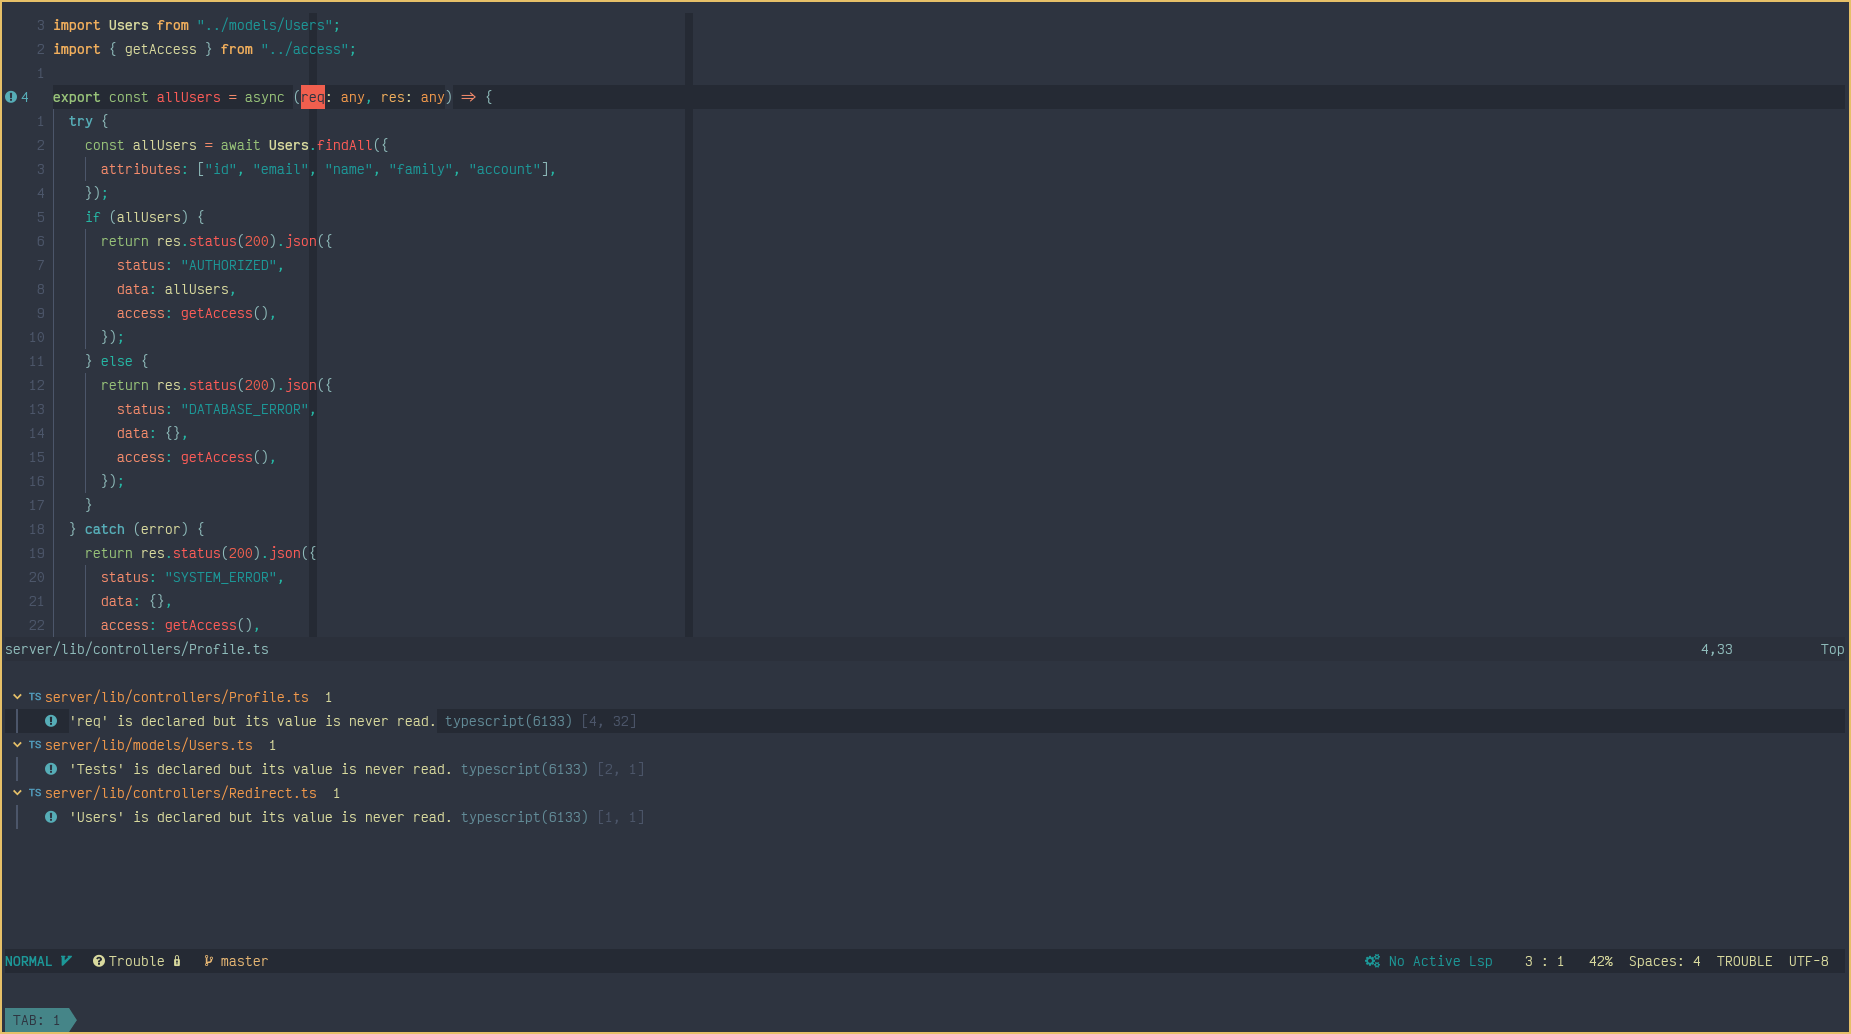 3 import Users from "../models/Users";
2 import { getAccess } from "../access";
1
4 export const allUsers = async (req: any, res: any) => {
1 try {
2 const allUsers = await Users.findAll({
3 attributes: ["id", "email", "name", "family", "account"],
4 });
5 if (allUsers) {
6 return res.status(200).json({
7 status: "AUTHORIZED",
8 data: allUsers,
9 access: getAccess(),
10 });
11 } else {
12 return res.status(200).json({
13 status: "DATABASE_ERROR",
14 data: {},
15 access: getAccess(),
16 });
17 }
18 } catch (error) {
19 return res.status(200).json({
20 status: "SYSTEM_ERROR",
21 data: {},
22 access: getAccess(),
server/lib/controllers/Profile.ts 4,33 Top
TS server/lib/controllers/Profile.ts 1
'req' is declared but its value is never read. typescript(6133) [4, 32]
TS server/lib/models/Users.ts 1
'Tests' is declared but its value is never read. typescript(6133) [2, 1]
TS server/lib/controllers/Redirect.ts 1
'Users' is declared but its value is never read. typescript(6133) [1, 1]
NORMAL Trouble master No Active Lsp 3 : 1 42% Spaces: 4 TROUBLE UTF-8
TAB: 1